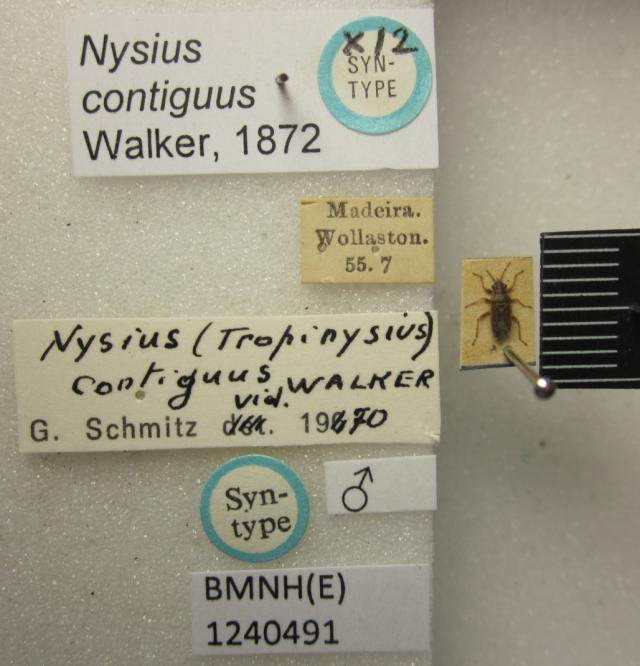 Nysius
contiguus
Walker, 1872
x12
SYN-
TYPE
Madeira.
Wollaston.
55. 7
Nysius (Tropinysius)
contiguus WALKER
vid.
G. Schmitz det. 1970
Syn-
type
♂
BMNH(E)
1240491